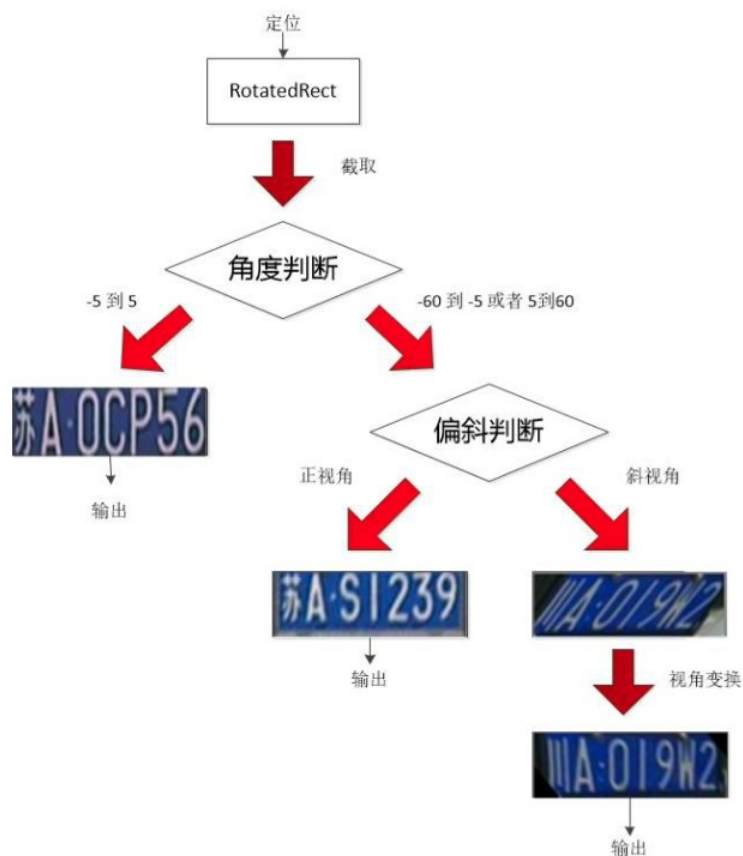 定位
RotatedRect
截取
角度判断
-5 到 5
-60 到 -5 或者 5到60
苏A·0CP56
偏斜判断
输出
正视角
斜视角
苏A·S1239
川A·019W2
输出
视角变换
川A·019W2
输出